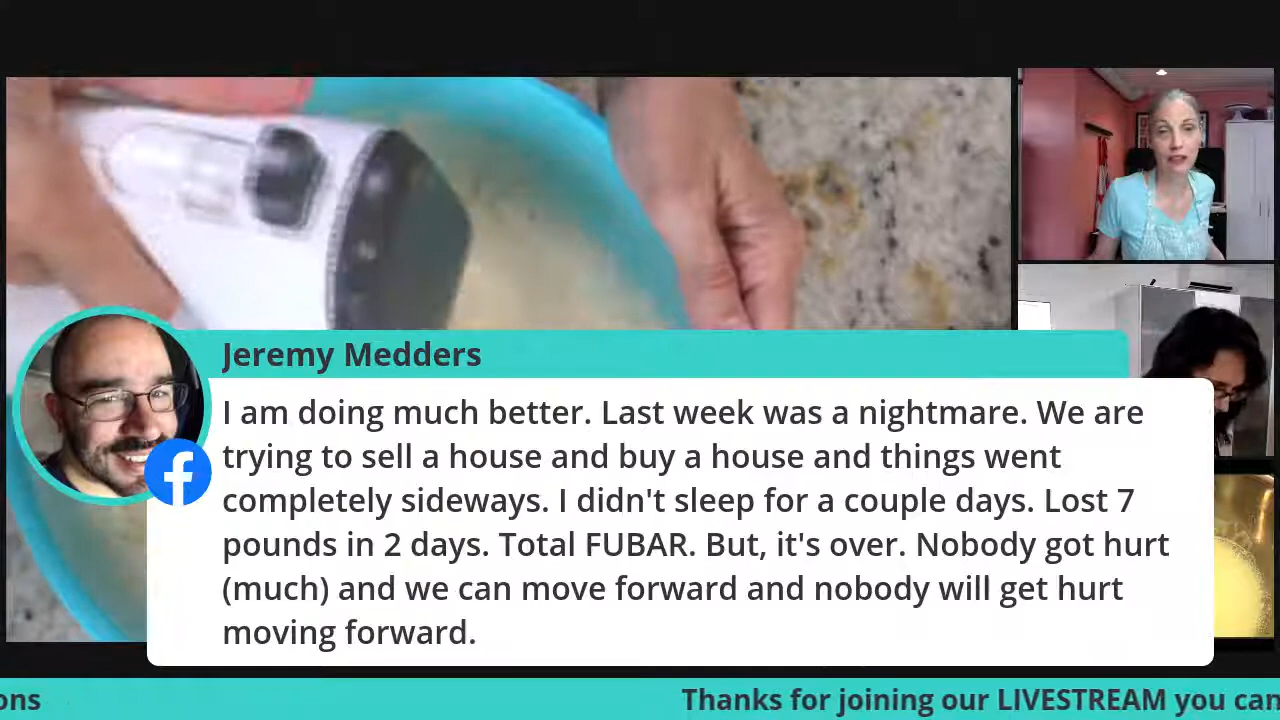 Jeremy Medders
I am doing much better. Last week was a nightmare. We are
trying to sell a house and buy a house and things went
completely sideways. I didn't sleep for a couple days. Lost 7
pounds in 2 days. Total FUBAR. But, it's over. Nobody got hurt
(much) and we can move forward and nobody will get hurt
moving forward.
ons
Thanks for joining our LIVESTREAM you can